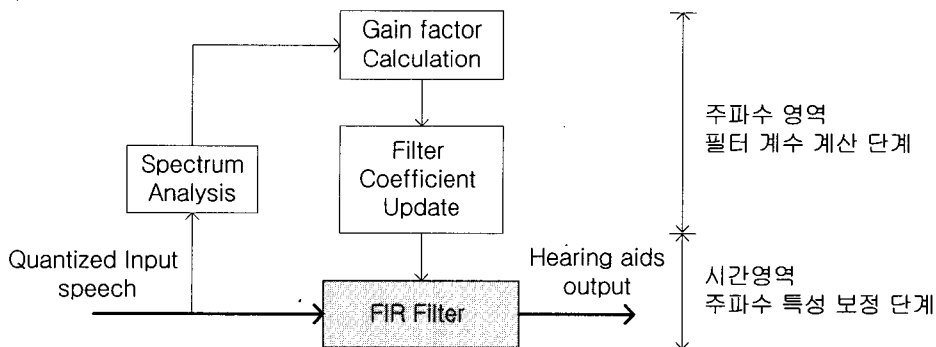 Gain factor
Calculation
주파수 영역
필터 계수 계산 단계
Spectrum
Analysis
Filter
Coefficient
Update
Quantized Input
speech
Hearing aids
output
FIR Filter
시간영역
주파수 특성 보정 단계